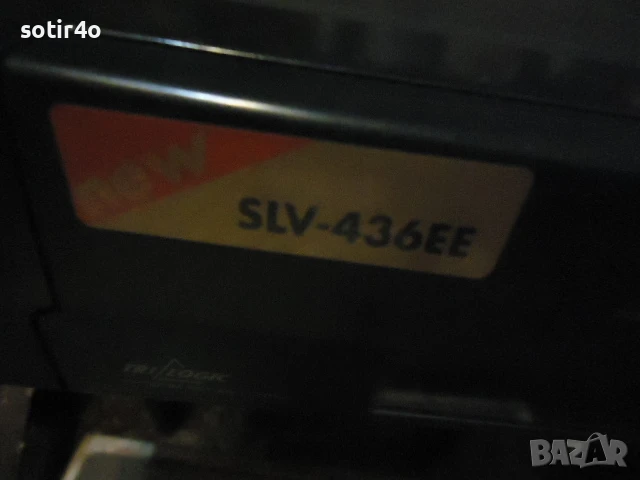 sotir4o
new
SLV-436EE
TRILOGIC
BAZAR